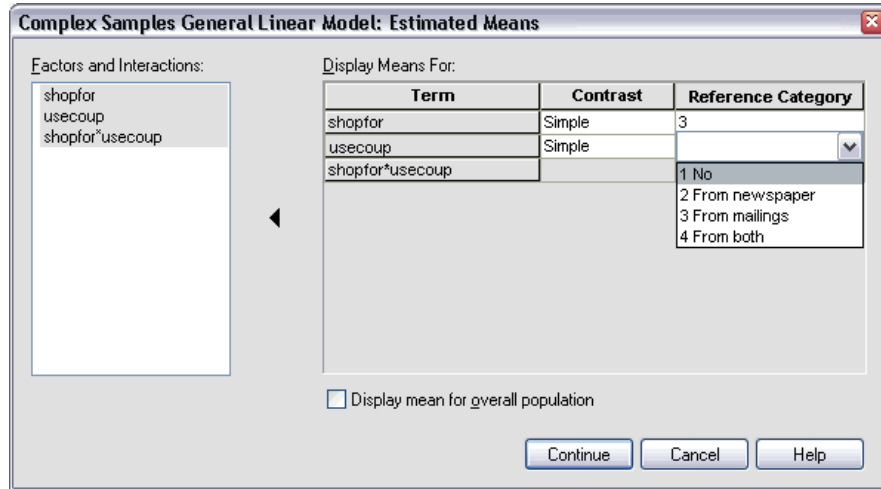 Complex Samples General Linear Model: Estimated Means
Factors and Interactions:
shopfor
usecoup
shopfor*usecoup
Display Means For:
Term Contrast Reference Category
shopfor Simple 3
usecoup Simple
shopfor*usecoup
1 No
2 From newspaper
3 From mailings
4 From both
Display mean for overall population
Continue Cancel Help